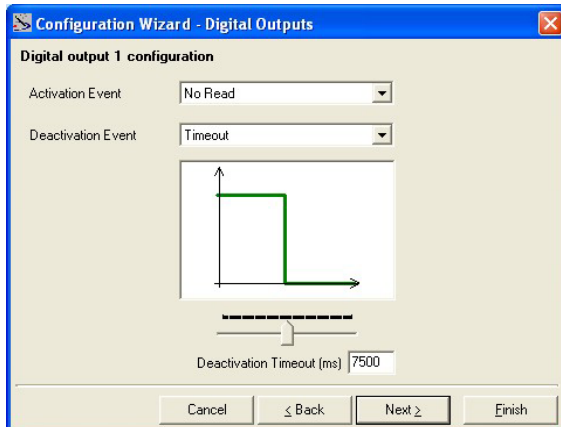 Configuration Wizard - Digital Outputs
Digital output 1 configuration
Activation Event No Read
Deactivation Event Timeout
Deactivation Timeout (ms) 7500
Cancel < Back Next > Finish